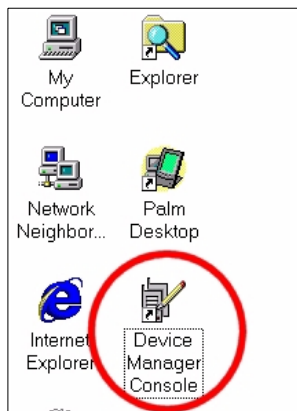 My
Computer
Explorer
Network
Neighbor...
Palm
Desktop
Internet
Explorer
Device
Manager
Console